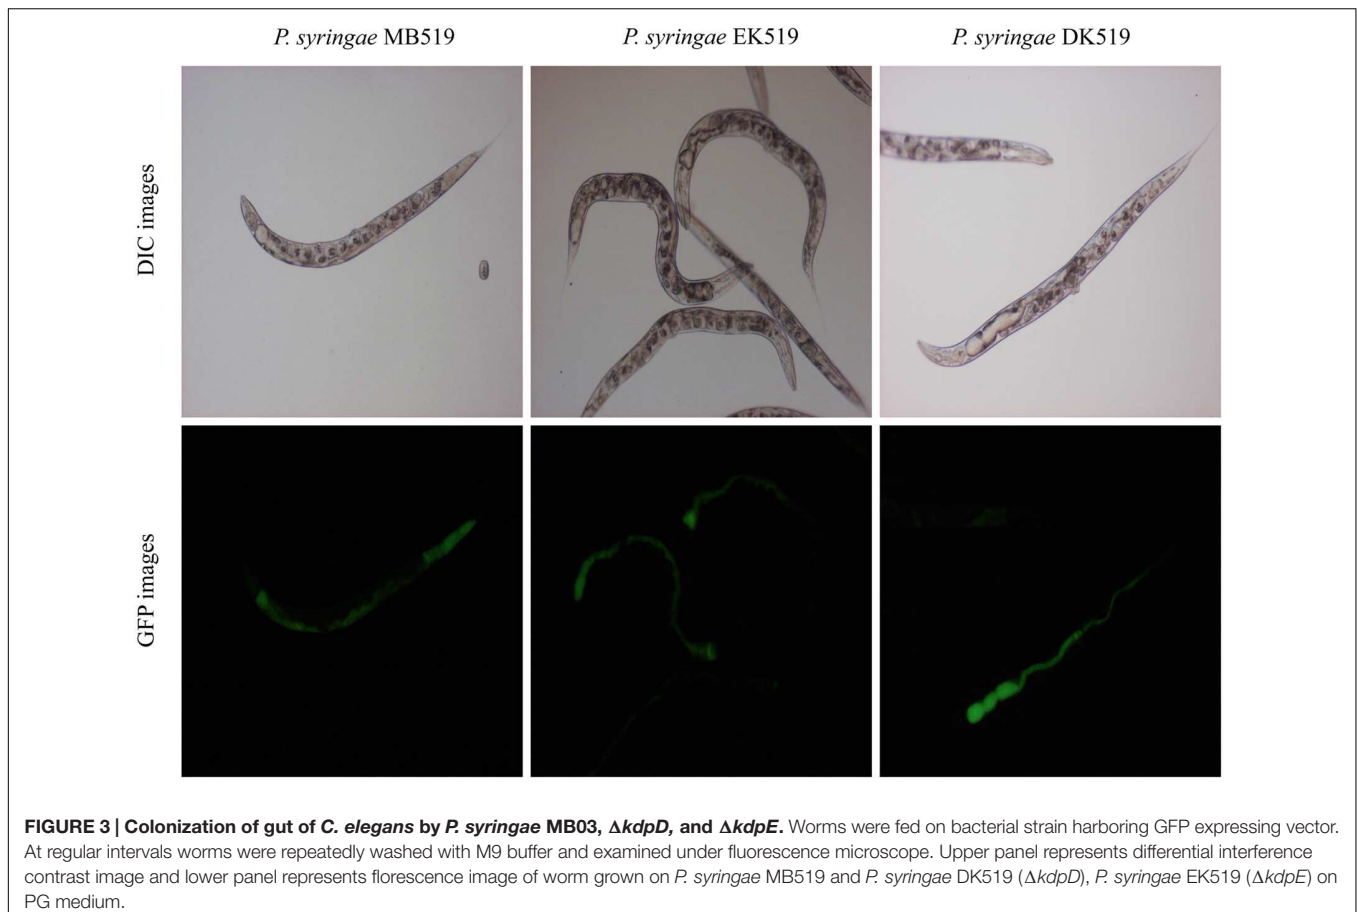 P. syringae MB519
P. syringae EK519
P. syringae DK519
DIC images
GFP images
FIGURE 3 | Colonization of gut of C. elegans by P. syringae MB03, ΔkdpD, and ΔkdpE. Worms were fed on bacterial strain harboring GFP expressing vector.
At regular intervals worms were repeatedly washed with M9 buffer and examined under fluorescence microscope. Upper panel represents differential interference
contrast image and lower panel represents florescence image of worm grown on P. syringae MB519 and P. syringae DK519 (ΔkdpD), P. syringae EK519 (ΔkdpE) on
PG medium.